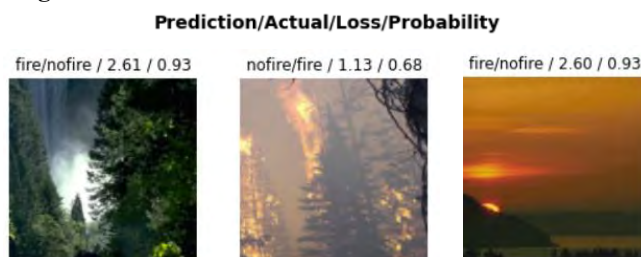 Prediction/Actual/Loss/Probability
fire/nofire / 2.61 / 0.93
nofire/fire / 1.13 / 0.68
fire/nofire / 2.60 / 0.93